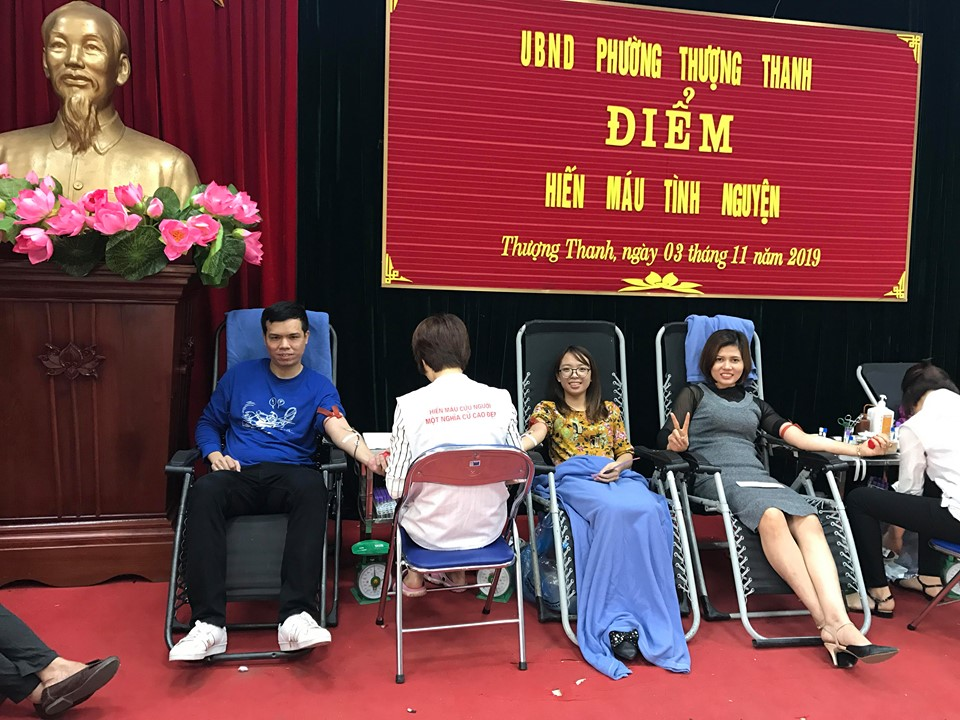 UBND PHƯỜNG THƯỢNG THANH
ĐIỂM
HIẾN MÁU TÌNH NGUYỆN
Thượng Thanh, ngày 03 tháng 11 năm 2019
HIẾN MÁU CỨU NGƯỜI
MỘT NGHĨA CỬ CAO ĐẸP